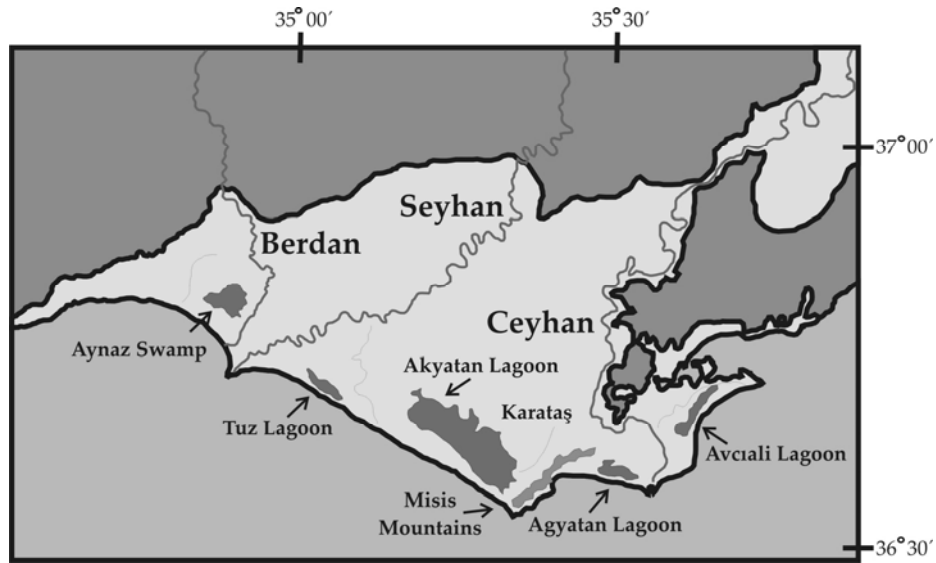 35° 00´
35° 30´
37° 00´
Seyhan
Berdan
Ceyhan
Aynaz Swamp
Akyatan Lagoon
Karataş
Tuz Lagoon
Avcıali Lagoon
Misis
Mountains
Agyatan Lagoon
36° 30´